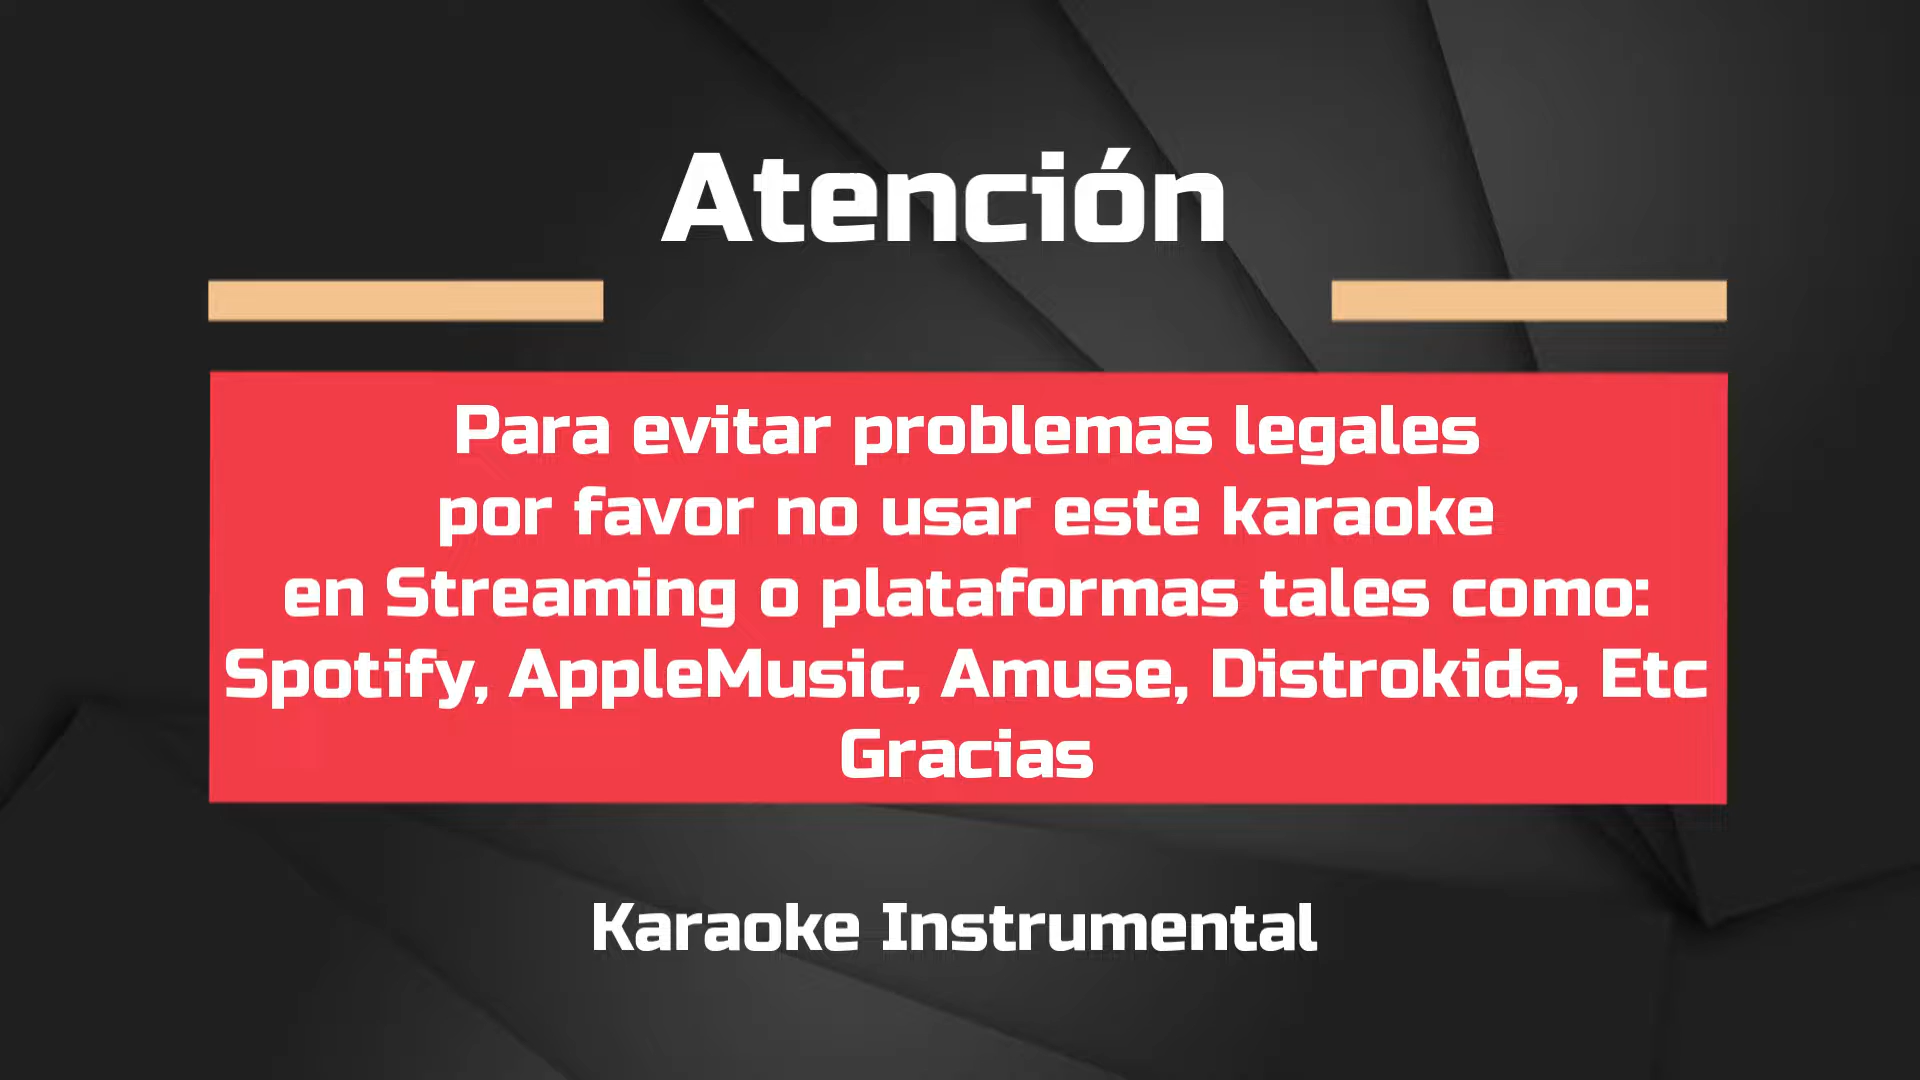 Atención
Para evitar problemas legales
por favor no usar este karaoke
en Streaming o plataformas tales como:
Spotify, AppleMusic, Amuse, Distrokids, Etc
Gracias
Karaoke Instrumental